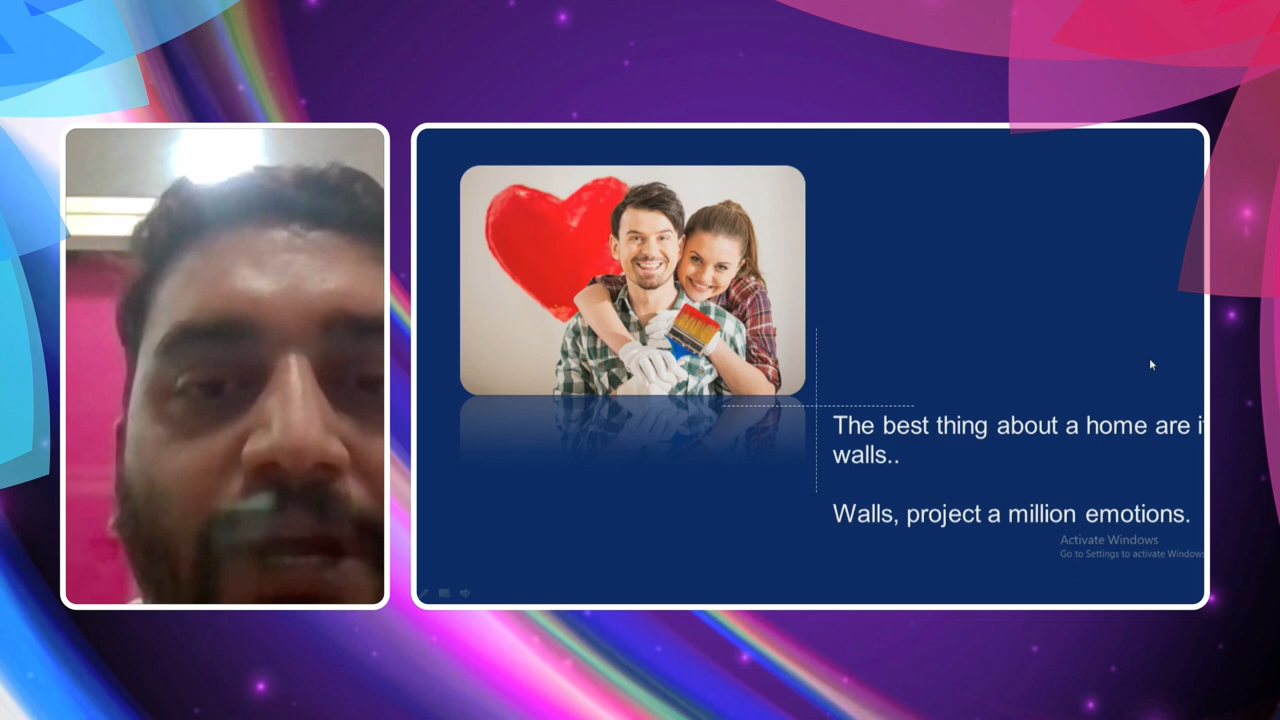 The best thing about a home are
walls..
Walls, project a million emotions.
Activate Windows
Go to Settings to activate Windows